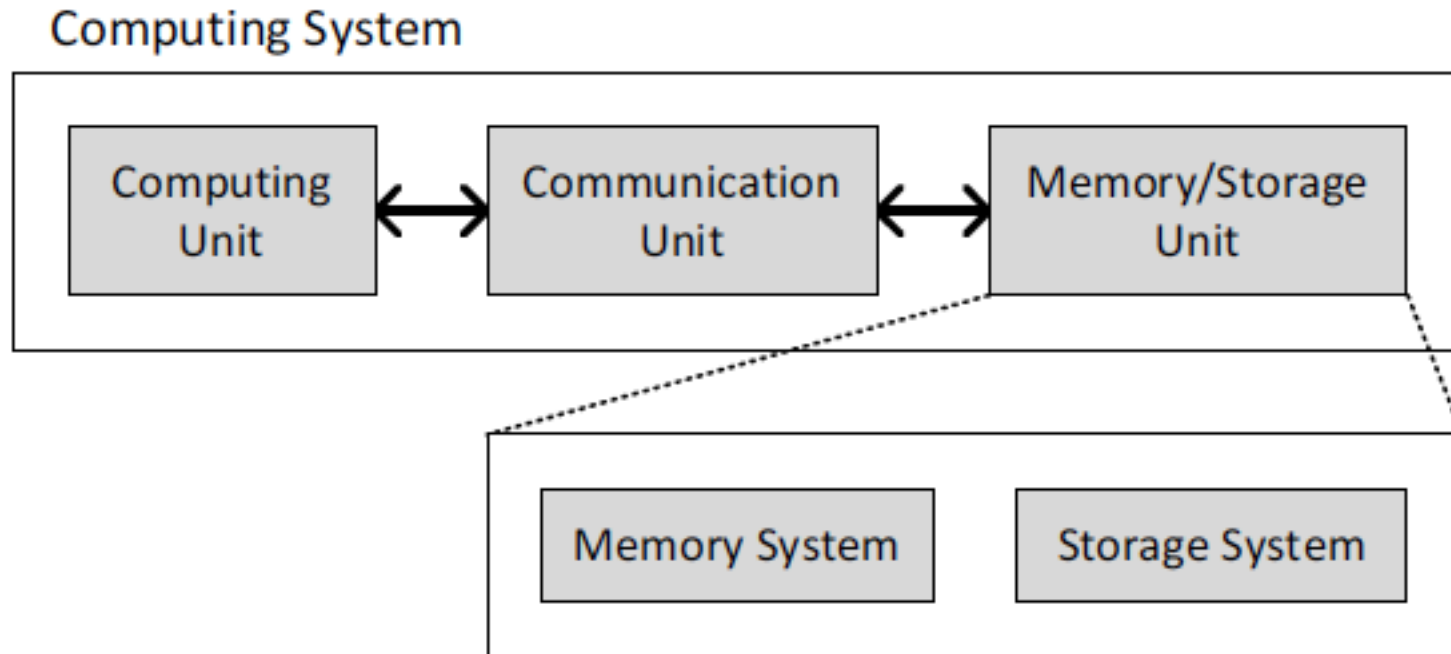 Computing System
Computing
Unit
Communication
Unit
Memory/Storage
Unit
Memory System
Storage System